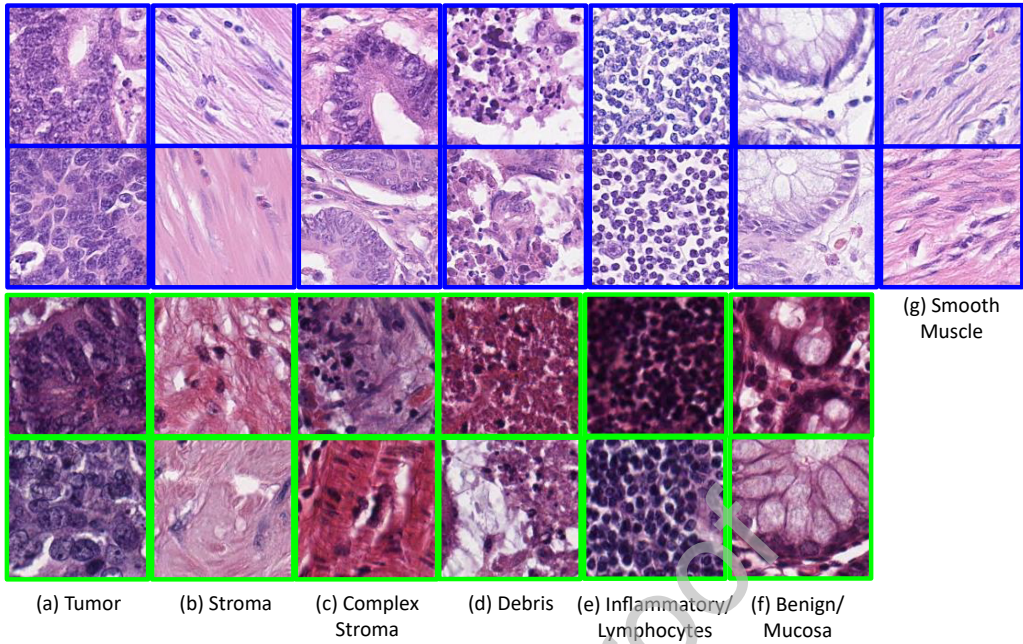 (g) Smooth
Muscle
(a) Tumor
(b) Stroma
(c) Complex
Stroma
(d) Debris
(e) Inflammatory/
Lymphocytes
(f) Benign/
Mucosa